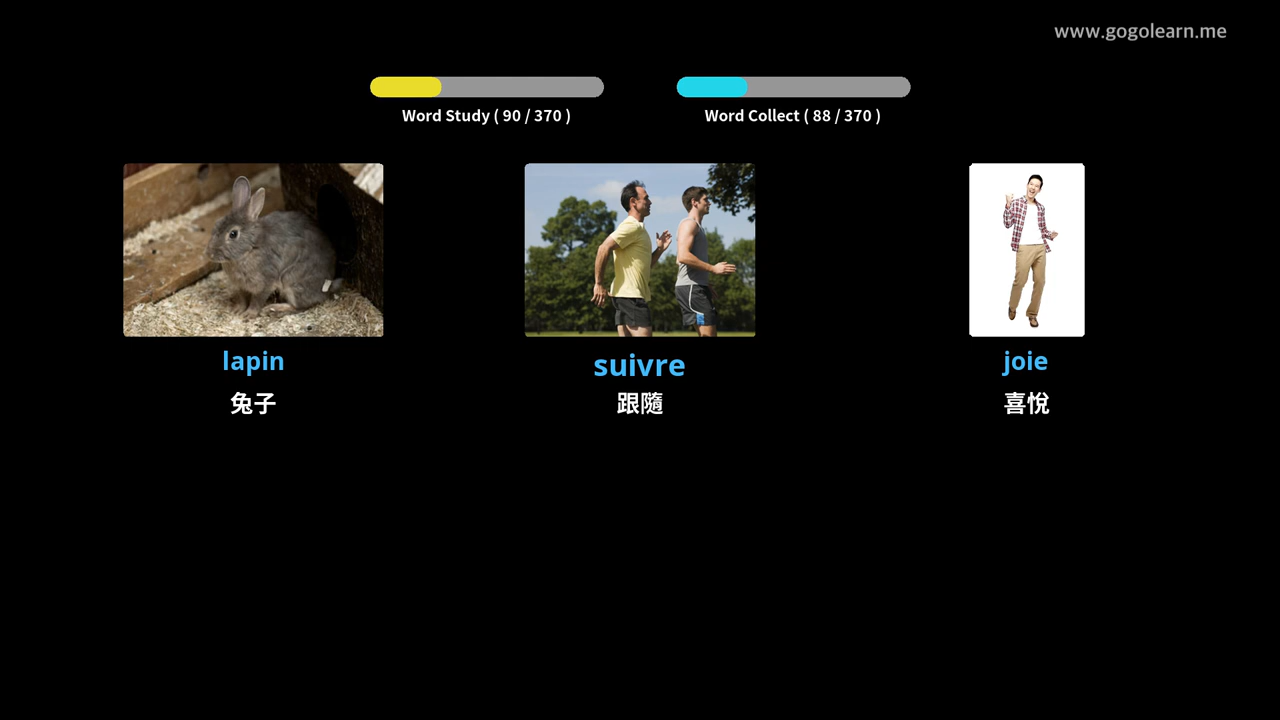 www.gogolearn.me
Word Study ( 90 / 370 )
Word Collect ( 88 / 370 )
lapin
suivre
joie
兔子
跟隨
喜悅